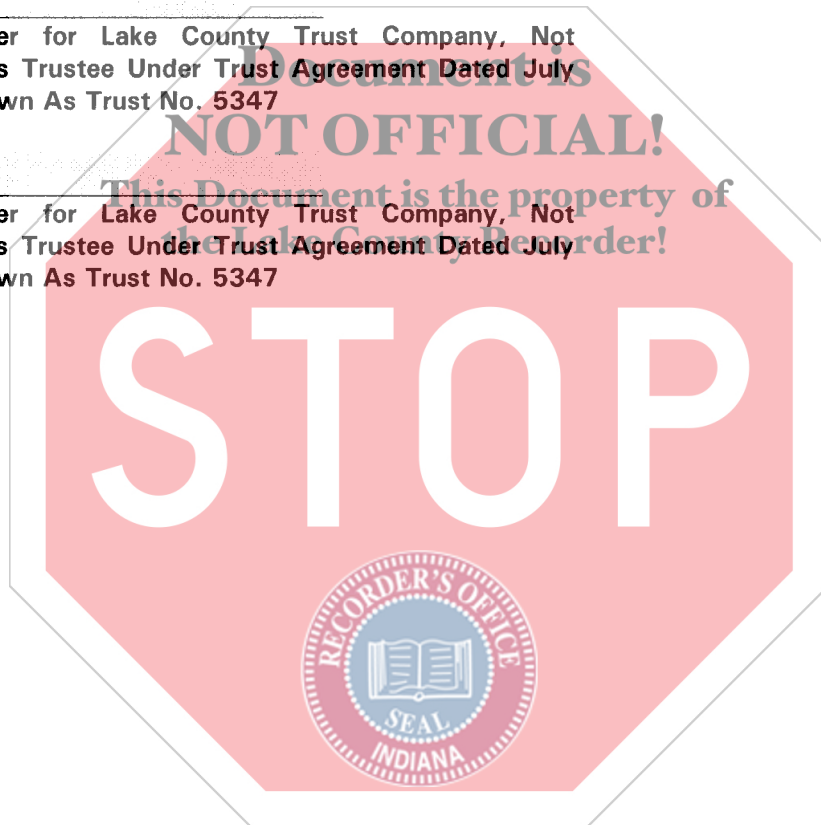 er for Lake County Trust Company, Not
s Trustee Under Trust Agreement Dated July
wn As Trust No. 5347
Document is
NOT OFFICIAL!
This Document is the property of
the Lake County Recorder!
er for Lake County Trust Company, Not
s Trustee Under Trust Agreement Dated July
wn As Trust No. 5347
STOP
RECORDER'S OFFICE
SEAL
INDIANA